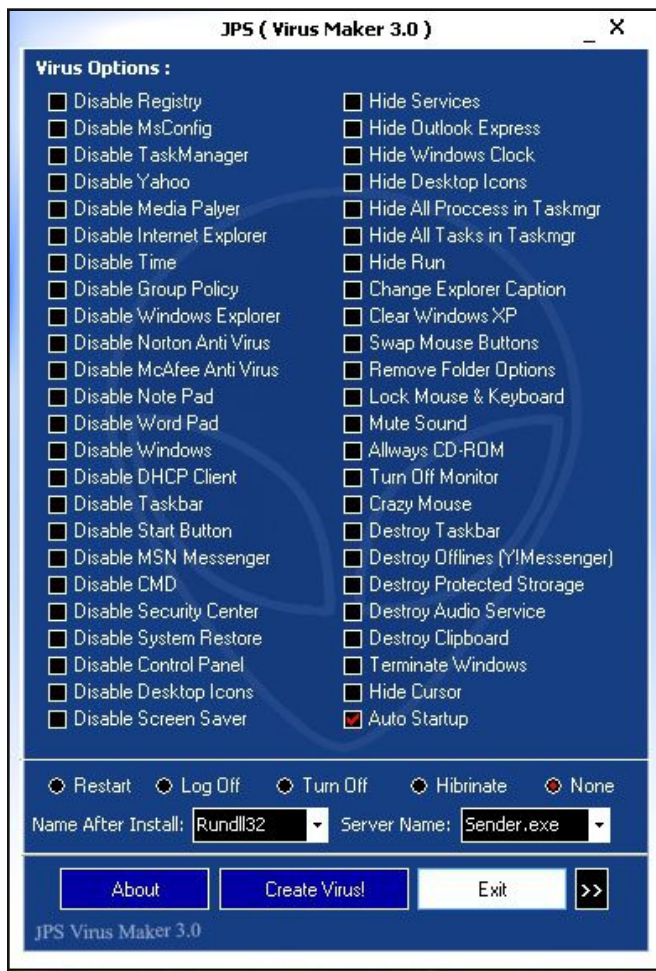 JPS ( Virus Maker 3.0 )
Virus Options :
Disable Registry
Disable MsConfig
Disable TaskManager
Disable Yahoo
Disable Media Palyer
Disable Internet Explorer
Disable Time
Disable Group Policy
Disable Windows Explorer
Disable Norton Anti Virus
Disable McAfee Anti Virus
Disable Note Pad
Disable Word Pad
Disable Windows
Disable DHCP Client
Disable Taskbar
Disable Start Button
Disable MSN Messenger
Disable CMD
Disable Security Center
Disable System Restore
Disable Control Panel
Disable Desktop Icons
Disable Screen Saver
Hide Services
Hide Outlook Express
Hide Windows Clock
Hide Desktop Icons
Hide All Proccess in Taskmgr
Hide All Tasks in Taskmgr
Hide Run
Change Explorer Caption
Clear Windows XP
Swap Mouse Buttons
Remove Folder Options
Lock Mouse & Keyboard
Mute Sound
Allways CD-ROM
Turn Off Monitor
Crazy Mouse
Destroy Taskbar
Destroy Offlines (Y!Messenger)
Destroy Protected Strorage
Destroy Audio Service
Destroy Clipboard
Terminate Windows
Hide Cursor
Auto Startup
Restart Log Off Turn Off Hibrinate None
Name After Install: Rundll32 Server Name: Sender.exe
About Create Virus! Exit >>
JPS Virus Maker 3.0